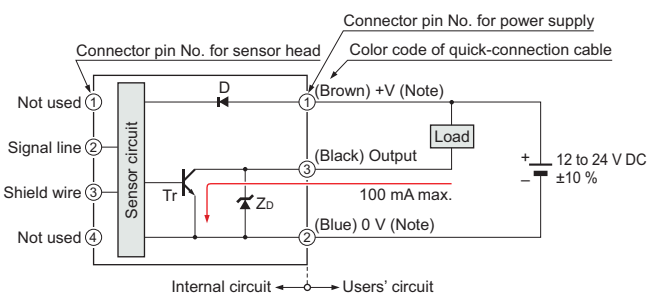 Connector pin No. for power supply
Connector pin No. for sensor head
Color code of quick-connection cable
D
(Brown) +V (Note)
Not used 1
1
Load
Signal line 2
Sensor circuit
(Black) Output
3
+
12 to 24 V DC
±10 %
–
Shield wire 3
Tr
ZD
100 mA max.
(Blue) 0 V (Note)
Not used 4
2
Internal circuit
Users' circuit